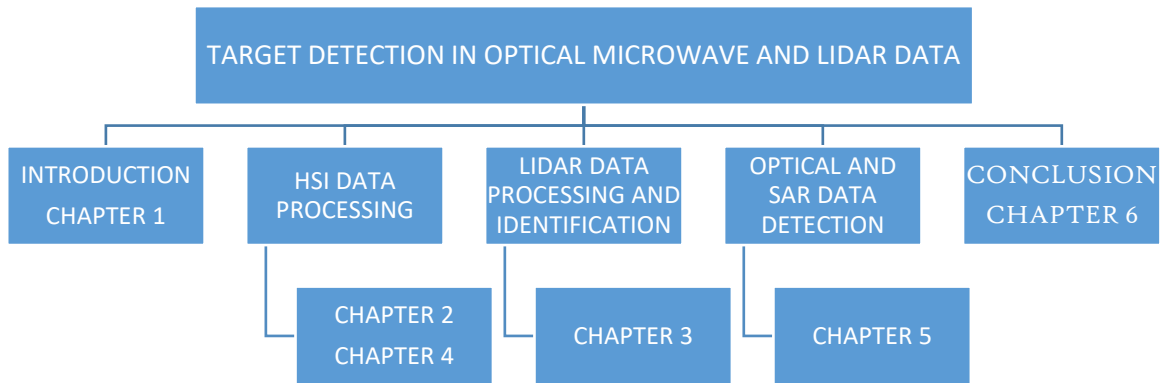 TARGET DETECTION IN OPTICAL MICROWAVE AND LIDAR DATA
INTRODUCTION
CHAPTER 1
HSI DATA
PROCESSING
LIDAR DATA
PROCESSING AND
IDENTIFICATION
OPTICAL AND
SAR DATA
DETECTION
CONCLUSION
CHAPTER 6
CHAPTER 2
CHAPTER 4
CHAPTER 3
CHAPTER 5